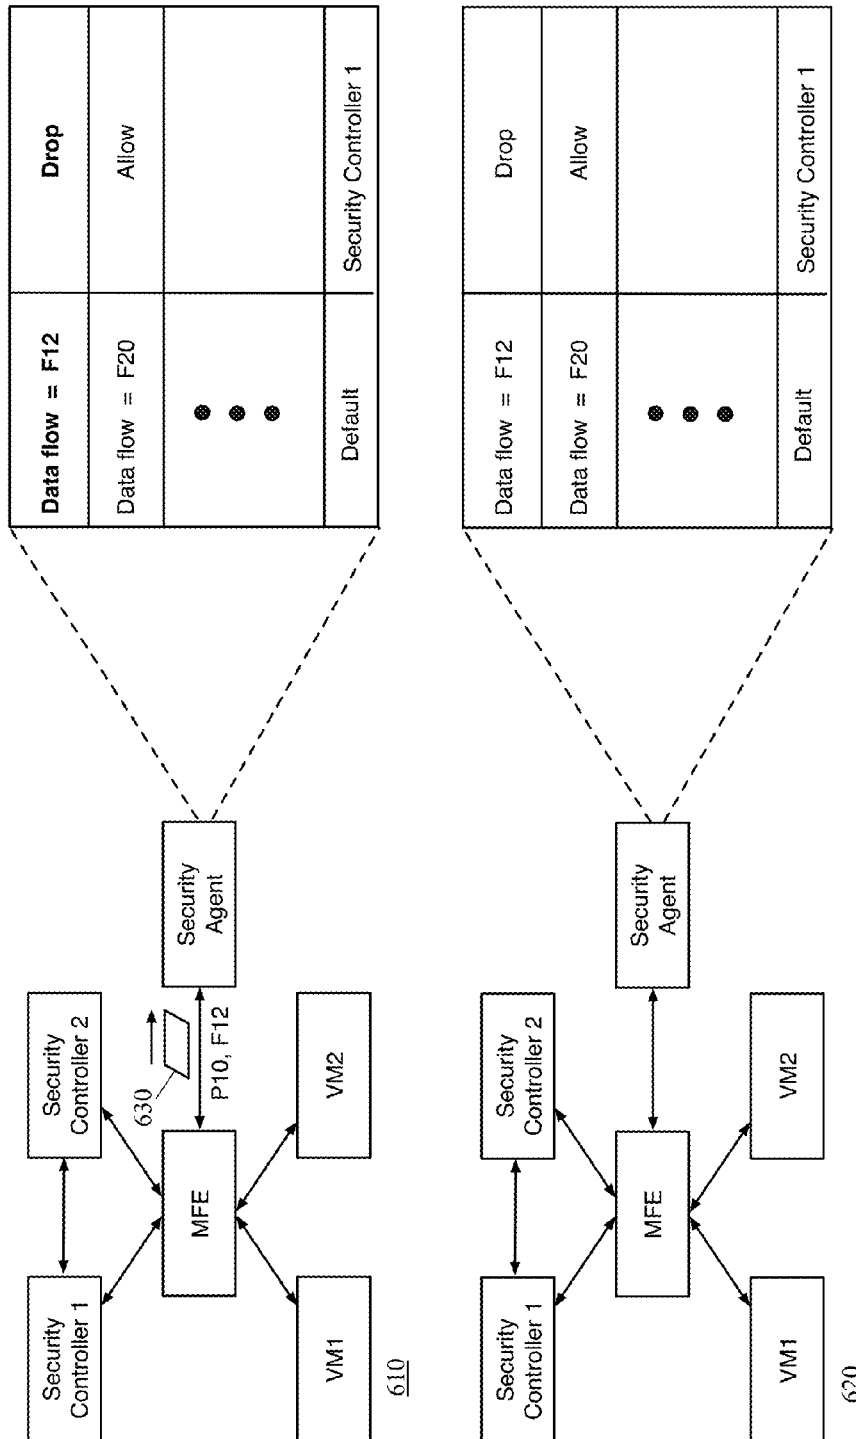 Security
Controller 1
Security
Controller 2
630
MFE
P10, F12
Security
Agent
VM1
VM2
610
Data flow = F12
Drop
Data flow = F20
Allow
Default
Security Controller 1
Security
Controller 1
Security
Controller 2
MFE
Security
Agent
VM1
VM2
620
Data flow = F12
Drop
Data flow = F20
Allow
Default
Security Controller 1